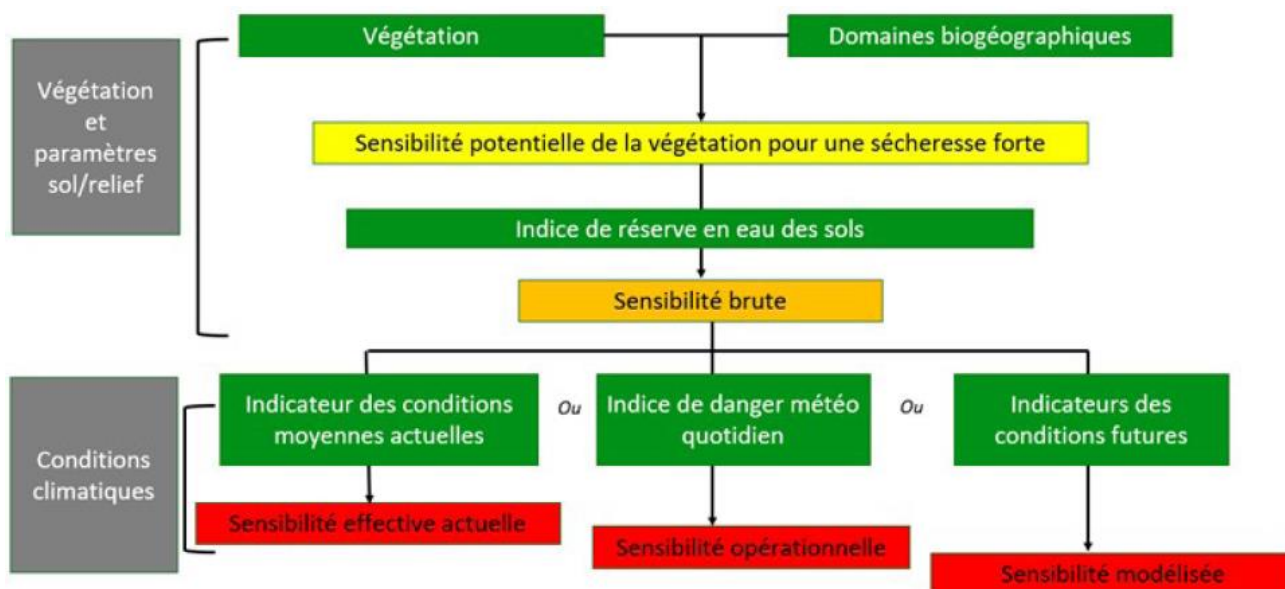 Végétation
Domaines biogéographiques
Végétation
et
paramètres
sol/relief
Sensibilité potentielle de la végétation pour une sécheresse forte
Indice de réserve en eau des sols
Sensibilité brute
Conditions
climatiques
Indicateur des conditions
moyennes actuelles
Ou
Indice de danger météo
quotidien
Ou
Indicateurs des
conditions futures
Sensibilité effective actuelle
Sensibilité opérationnelle
Sensibilité modélisée